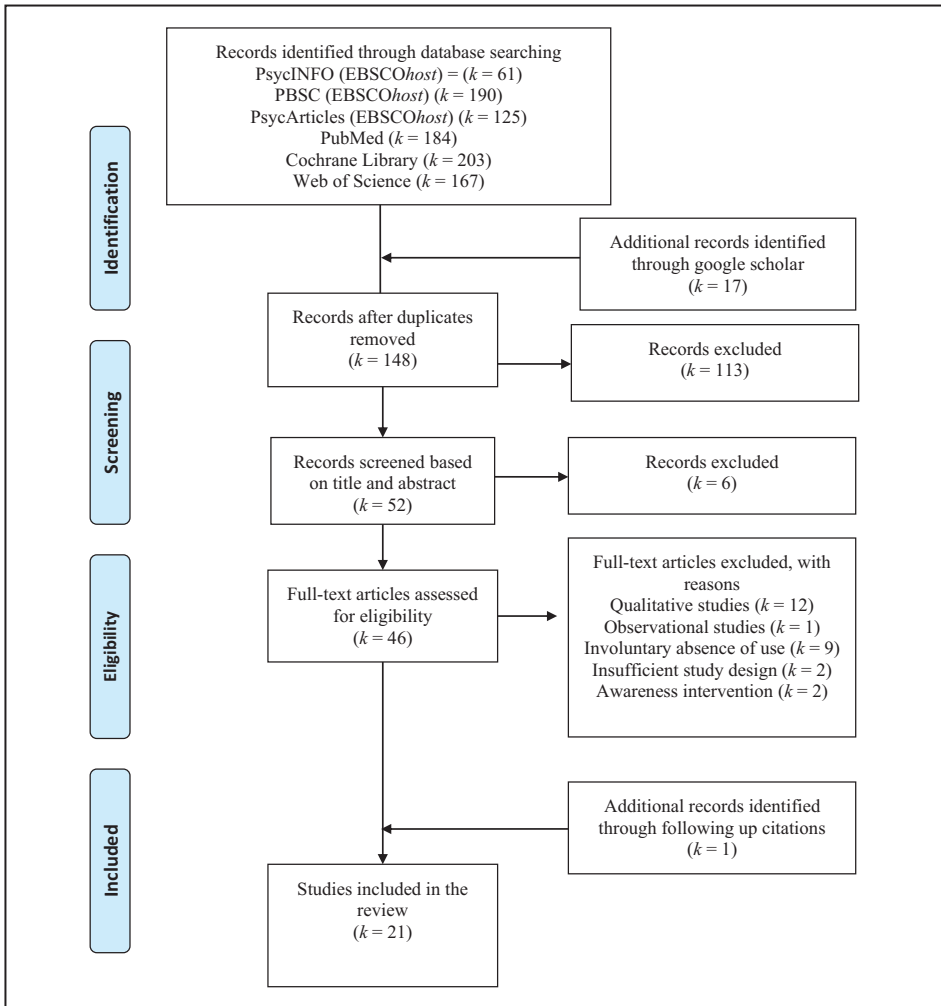 Records identified through database searching
PsycINFO (EBSCOhost) = (k = 61)
PBSC (EBSCOhost) (k = 190)
PsycArticles (EBSCOhost) (k = 125)
PubMed (k = 184)
Cochrane Library (k = 203)
Web of Science (k = 167)
Identification
Additional records identified
through google scholar
(k = 17)
Records after duplicates
removed
(k = 148)
Records excluded
(k = 113)
Screening
Records screened based
on title and abstract
(k = 52)
Records excluded
(k = 6)
Eligibility
Full-text articles assessed
for eligibility
(k = 46)
Full-text articles excluded, with
reasons
Qualitative studies (k = 12)
Observational studies (k = 1)
Involuntary absence of use (k = 9)
Insufficient study design (k = 2)
Awareness intervention (k = 2)
Included
Additional records identified
through following up citations
(k = 1)
Studies included in the
review
(k = 21)